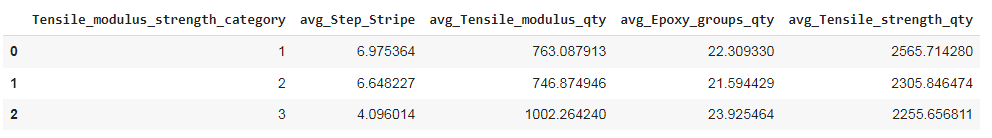 Tensile_modulus_strength_category avg_Step_Stripe avg_Tensile_modulus_qty avg_Epoxy_groups_qty avg_Tensile_strength_qty
0 1 6.975364 763.087913 22.309330 2565.714280
1 2 6.648227 746.874946 21.594429 2305.846474
2 3 4.096014 1002.264240 23.925464 2255.656811